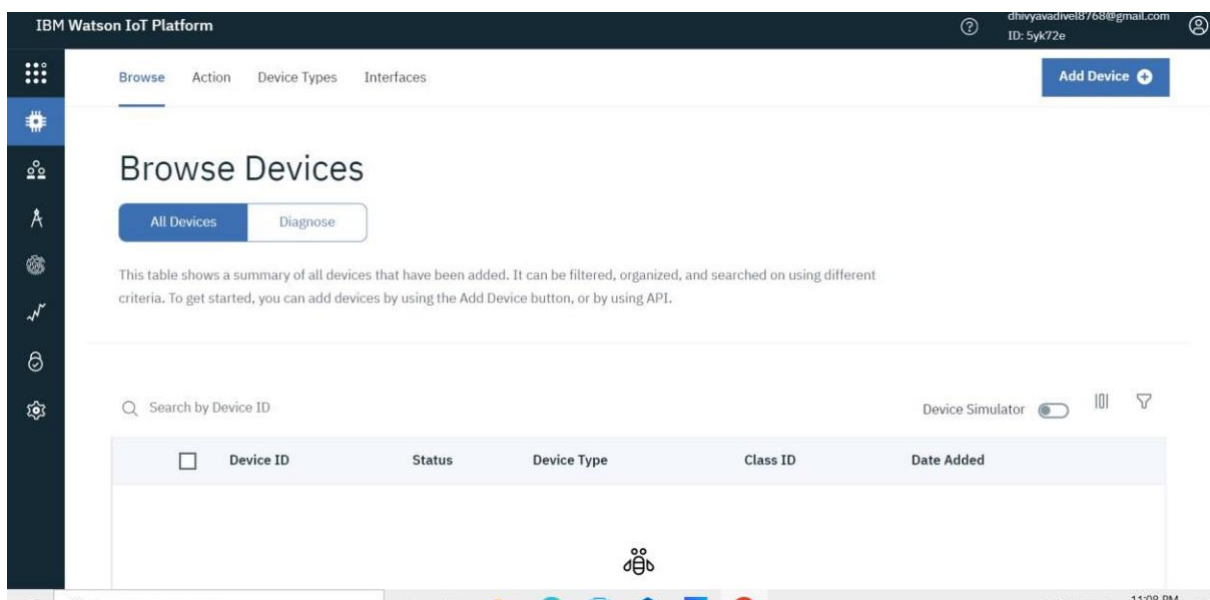 IBM Watson IoT Platform
dhivyavadivel8768@gmail.com
ID: 5yk72e
Browse Action Device Types Interfaces
Add Device
Browse Devices
All Devices Diagnose
This table shows a summary of all devices that have been added. It can be filtered, organized, and searched on using different
criteria. To get started, you can add devices by using the Add Device button, or by using API.
Search by Device ID
Device Simulator
Device ID Status Device Type Class ID Date Added
11:08 PM